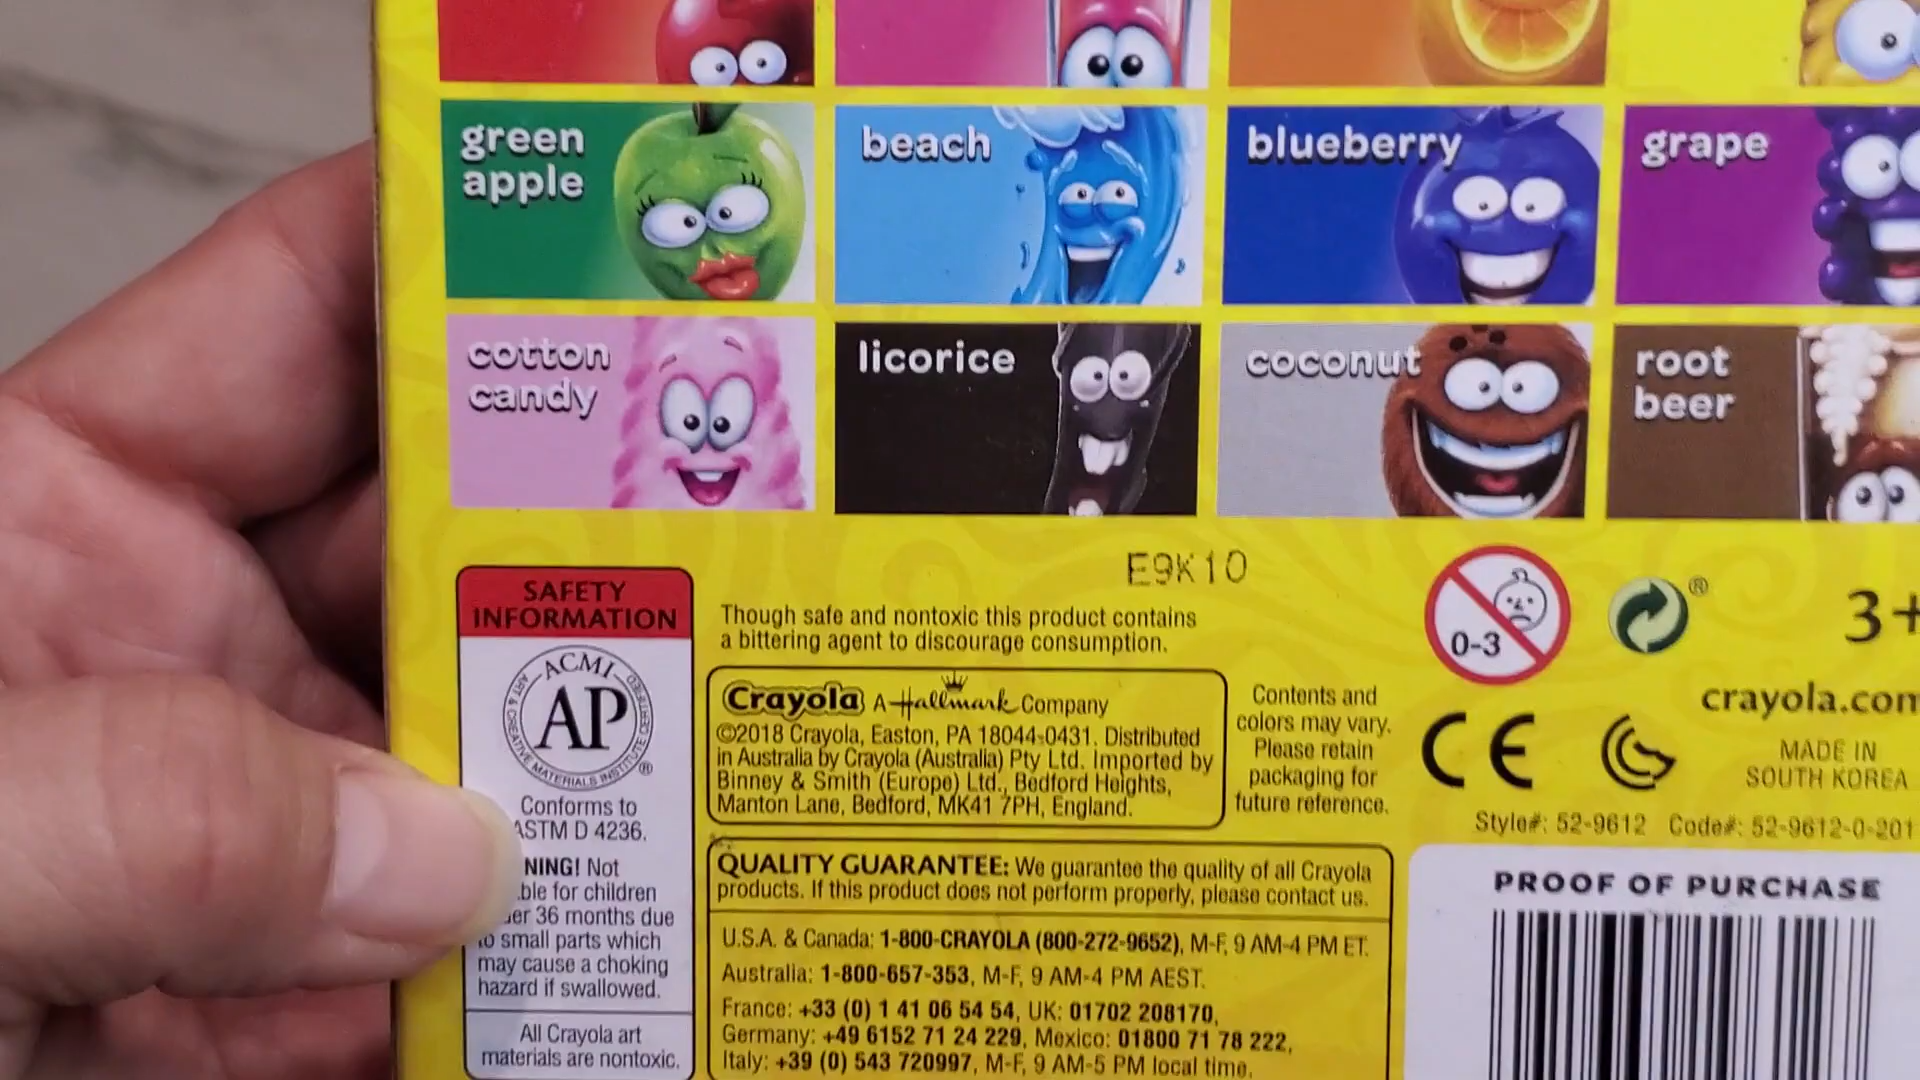 green
apple
beach
blueberry
grape
cotton
candy
licorice
coconut
root
beer
E9K10
SAFETY
INFORMATION
ACMI
AP
ART & CREATIVE MATERIALS INSTITUTE CERTIFIED
®
Conforms to
ASTM D 4236.
NING! Not
ble for children
er 36 months due
to small parts which
may cause a choking
hazard if swallowed.
All Crayola art
materials are nontoxic.
Though safe and nontoxic this product contains
a bittering agent to discourage consumption.
Crayola A Hallmark Company
©2018 Crayola, Easton, PA 18044-0431. Distributed
in Australia by Crayola (Australia) Pty Ltd. Imported by
Binney & Smith (Europe) Ltd., Bedford Heights,
Manton Lane, Bedford, MK41 7PH, England.
Contents and
colors may vary.
Please retain
packaging for
future reference.
0-3
®
3+
crayola.com
CE
MADE IN
SOUTH KOREA
Style#: 52-9612 Code#: 52-9612-0-201
QUALITY GUARANTEE: We guarantee the quality of all Crayola
products. If this product does not perform properly, please contact us.
U.S.A. & Canada: 1-800-CRAYOLA (800-272-9652), M-F, 9 AM-4 PM ET.
Australia: 1-800-657-353, M-F, 9 AM-4 PM AEST.
France: +33 (0) 1 41 06 54 54, UK: 01702 208170,
Germany: +49 6152 71 24 229, Mexico: 01800 71 78 222,
Italy: +39 (0) 543 720997, M-F, 9 AM-5 PM local time.
PROOF OF PURCHASE